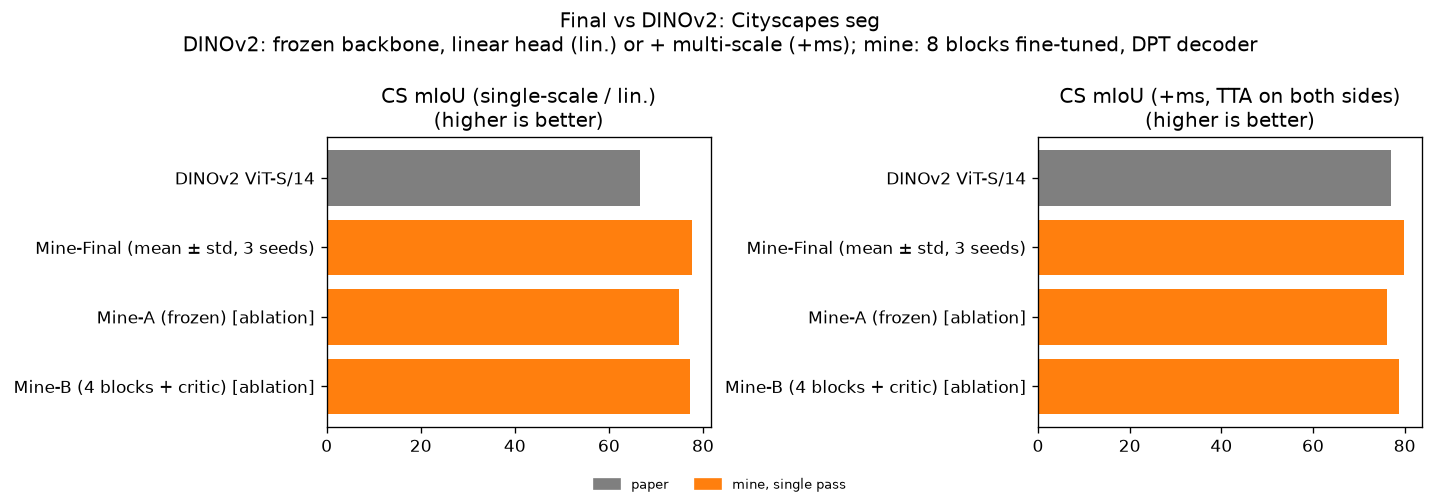 Final vs DINOv2: Cityscapes seg
DINOv2: frozen backbone, linear head (lin.) or + multi-scale (+ms); mine: 8 blocks fine-tuned, DPT decoder
CS mIoU (single-scale / lin.)
(higher is better)
DINOv2 ViT-S/14
Mine-Final (mean ± std, 3 seeds)
Mine-A (frozen) [ablation]
Mine-B (4 blocks + critic) [ablation]
0 20 40 60 80
CS mIoU (+ms, TTA on both sides)
(higher is better)
DINOv2 ViT-S/14
Mine-Final (mean ± std, 3 seeds)
Mine-A (frozen) [ablation]
Mine-B (4 blocks + critic) [ablation]
0 20 40 60 80
paper mine, single pass